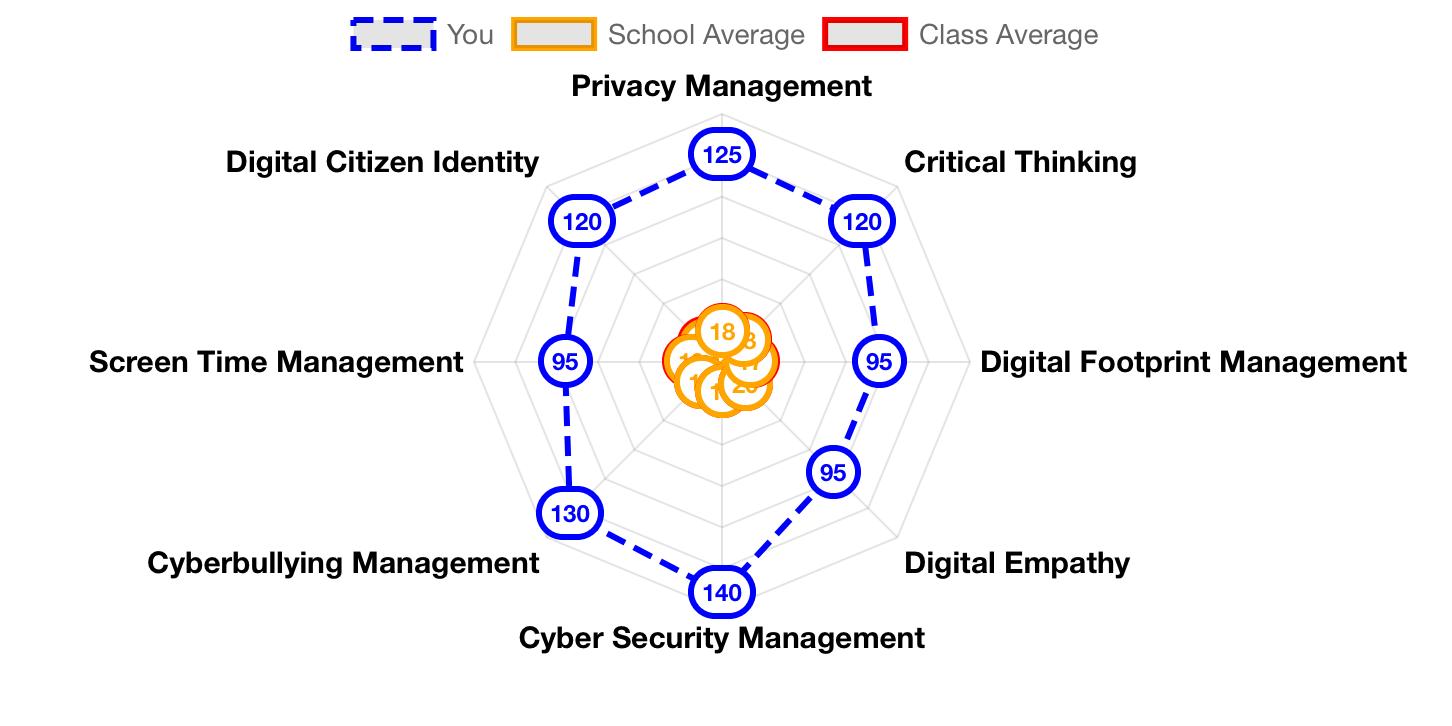 You School Average Class Average
Privacy Management
Digital Citizen Identity
Critical Thinking
125
120
120
18
Screen Time Management
95
95
Digital Footprint Management
95
130
Cyberbullying Management
Digital Empathy
140
Cyber Security Management